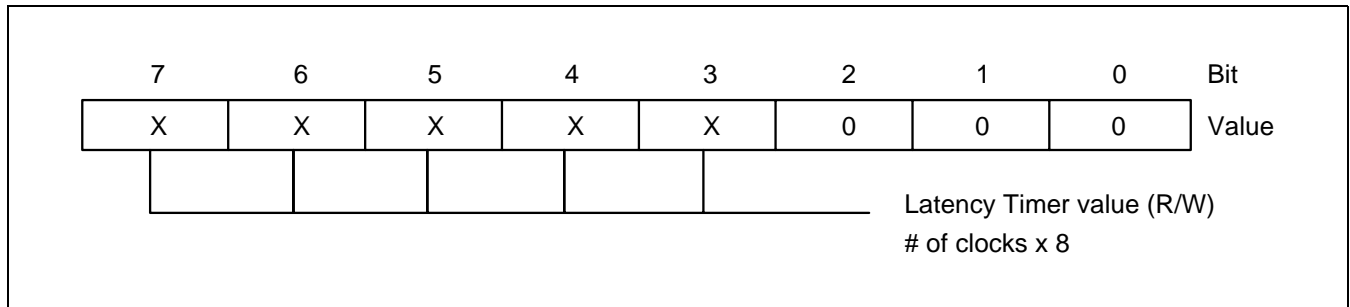 7 6 5 4 3 2 1 0 Bit
X X X X X 0 0 0 Value
Latency Timer value (R/W)
# of clocks x 8